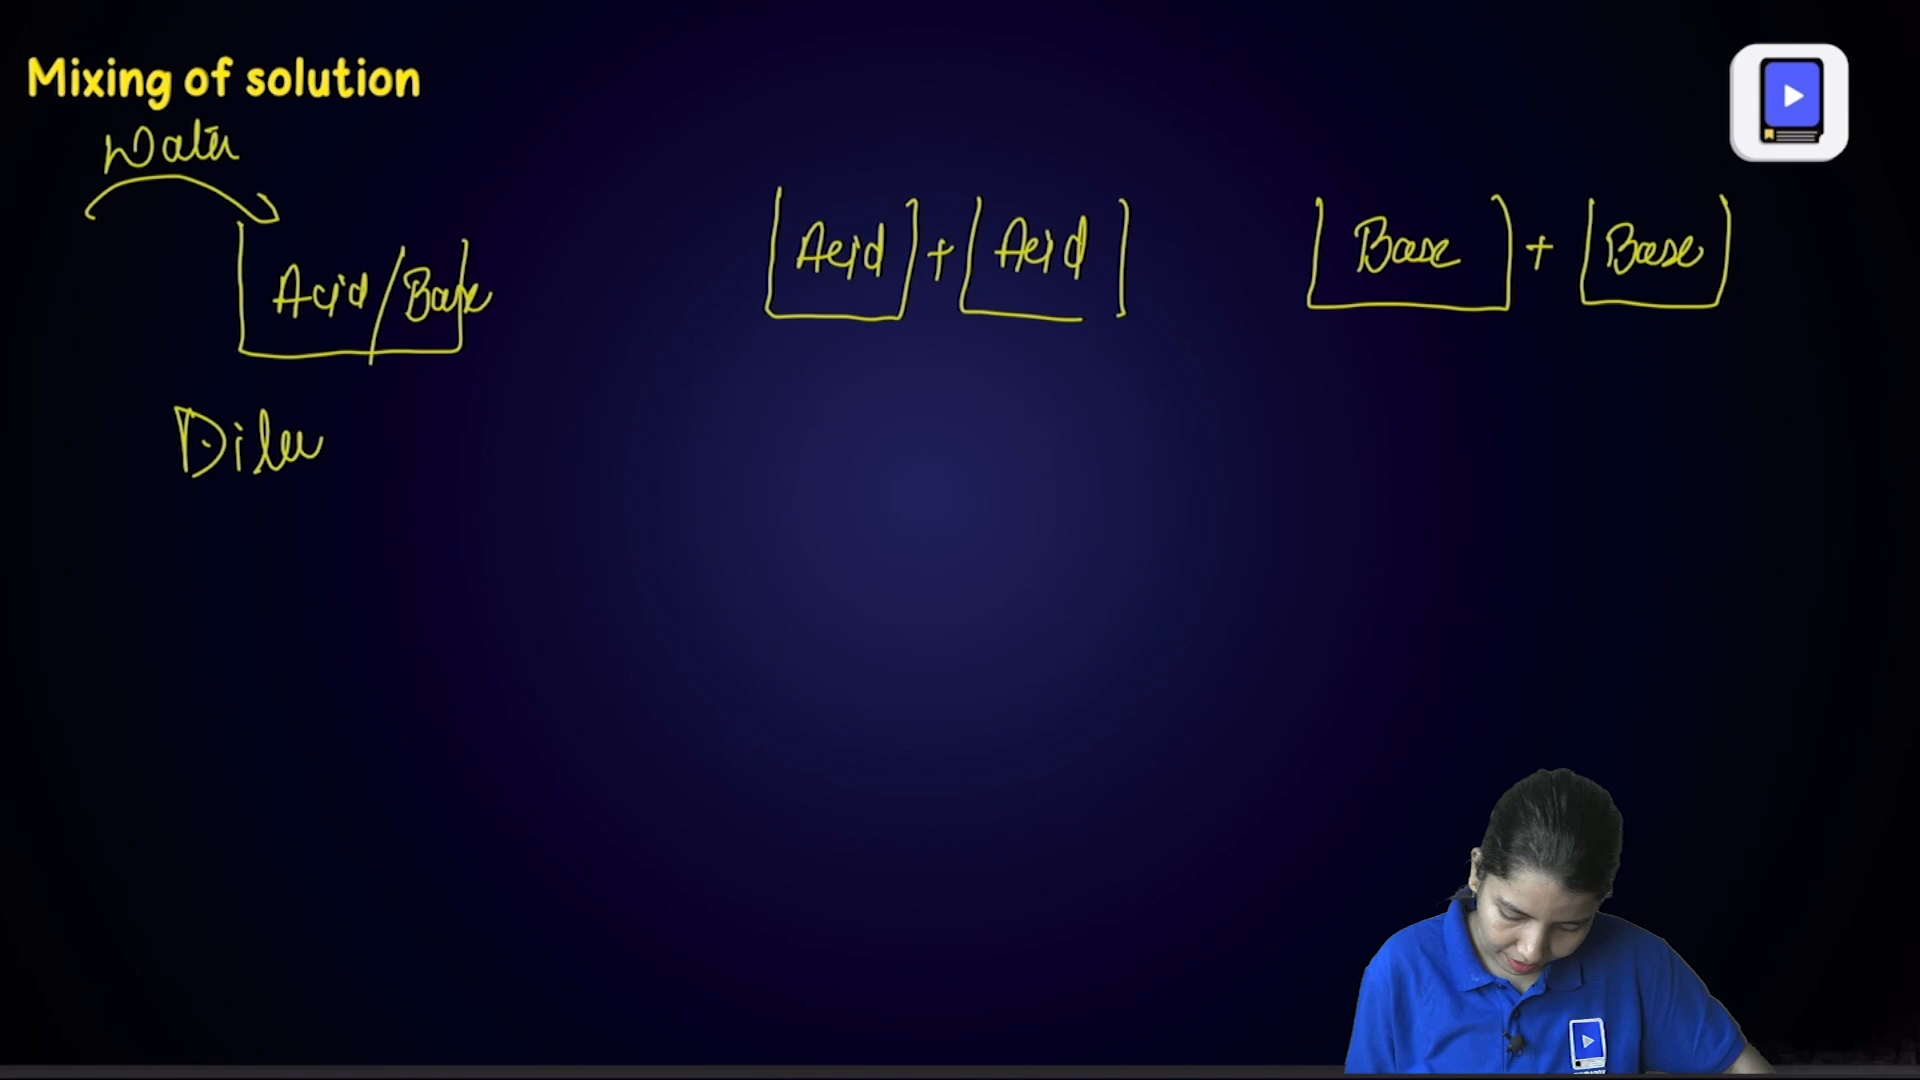 Mixing of solution
Water
Acid/Base
Acid + Acid
Base + Base
Dilu